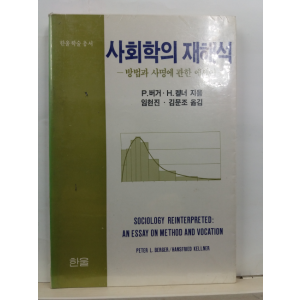 한울 학술 문서
사회학의 재해석
- 방법과 사명에 관한
P.버거 · H.켈너 지음
임현진 · 김문조 옮김
SOCIOLOGY REINTERPRETED:
AN ESSAY ON METHOD AND VOCATION
PETER L. BERGER/HANSFRIED KELLNER
한울